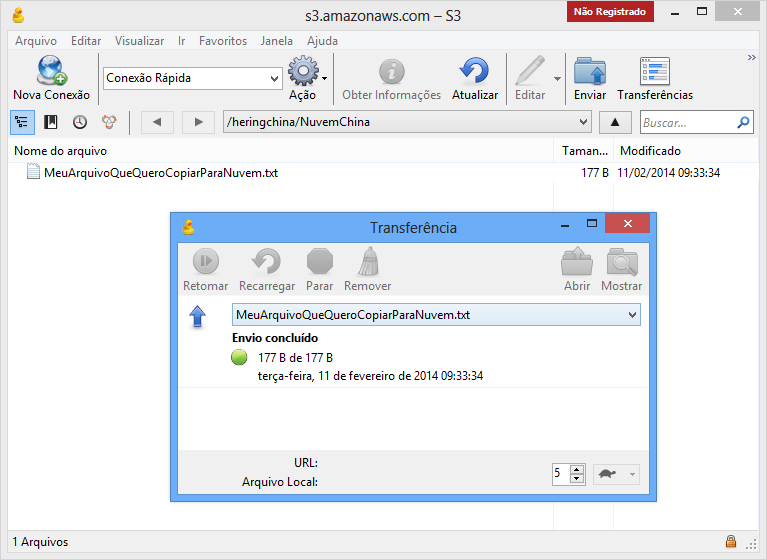 s3.amazonaws.com – S3
Não Registrado
Arquivo Editar Visualizar Ir Favoritos Janela Ajuda
Nova Conexão
Conexão Rápida
Ação
Obter Informações
Atualizar
Editar
Enviar
Transferências
/heringchina/NuvemChina
Buscar...
Nome do arquivo Taman... Modificado
MeuArquivoQueQueroCopiarParaNuvem.txt 177 B 11/02/2014 09:33:34
Transferência
Retomar Recarregar Parar Remover Abrir Mostrar
MeuArquivoQueQueroCopiarParaNuvem.txt
Envio concluído
177 B de 177 B
terça-feira, 11 de fevereiro de 2014 09:33:34
URL:
Arquivo Local:
5
1 Arquivos